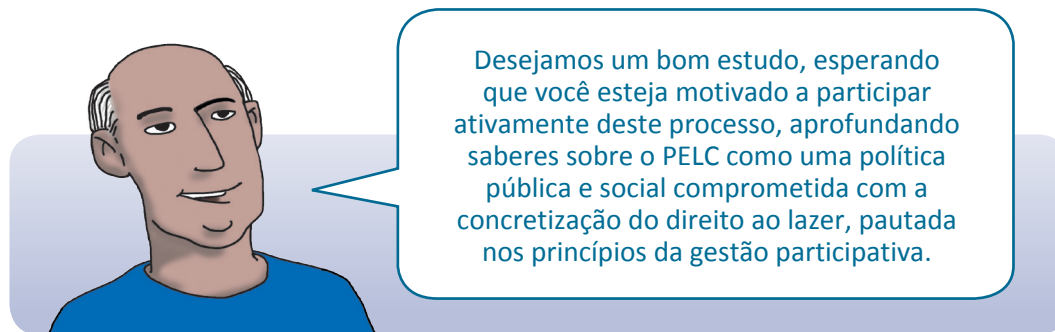 Desejamos um bom estudo, esperando
que você esteja motivado a participar
ativamente deste processo, aprofundando
saberes sobre o PELC como uma política
pública e social comprometida com a
concretização do direito ao lazer, pautada
nos princípios da gestão participativa.